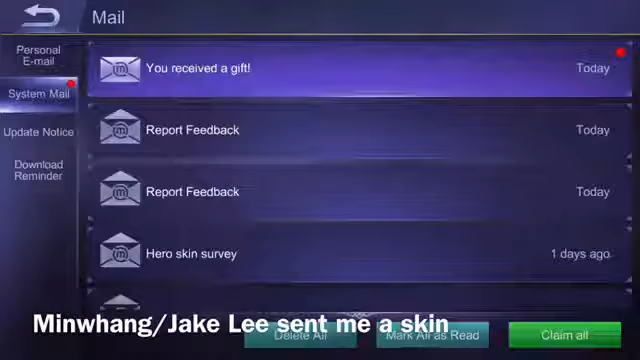 Mail
Personal
E-mail
System Mail
Update Notice
Download
Reminder
You received a gift!
Today
Report Feedback
Today
Report Feedback
Today
Hero skin survey
1 days ago
Minwhang/Jake Lee sent me a skin
Delete All
Mark All as Read
Claim all